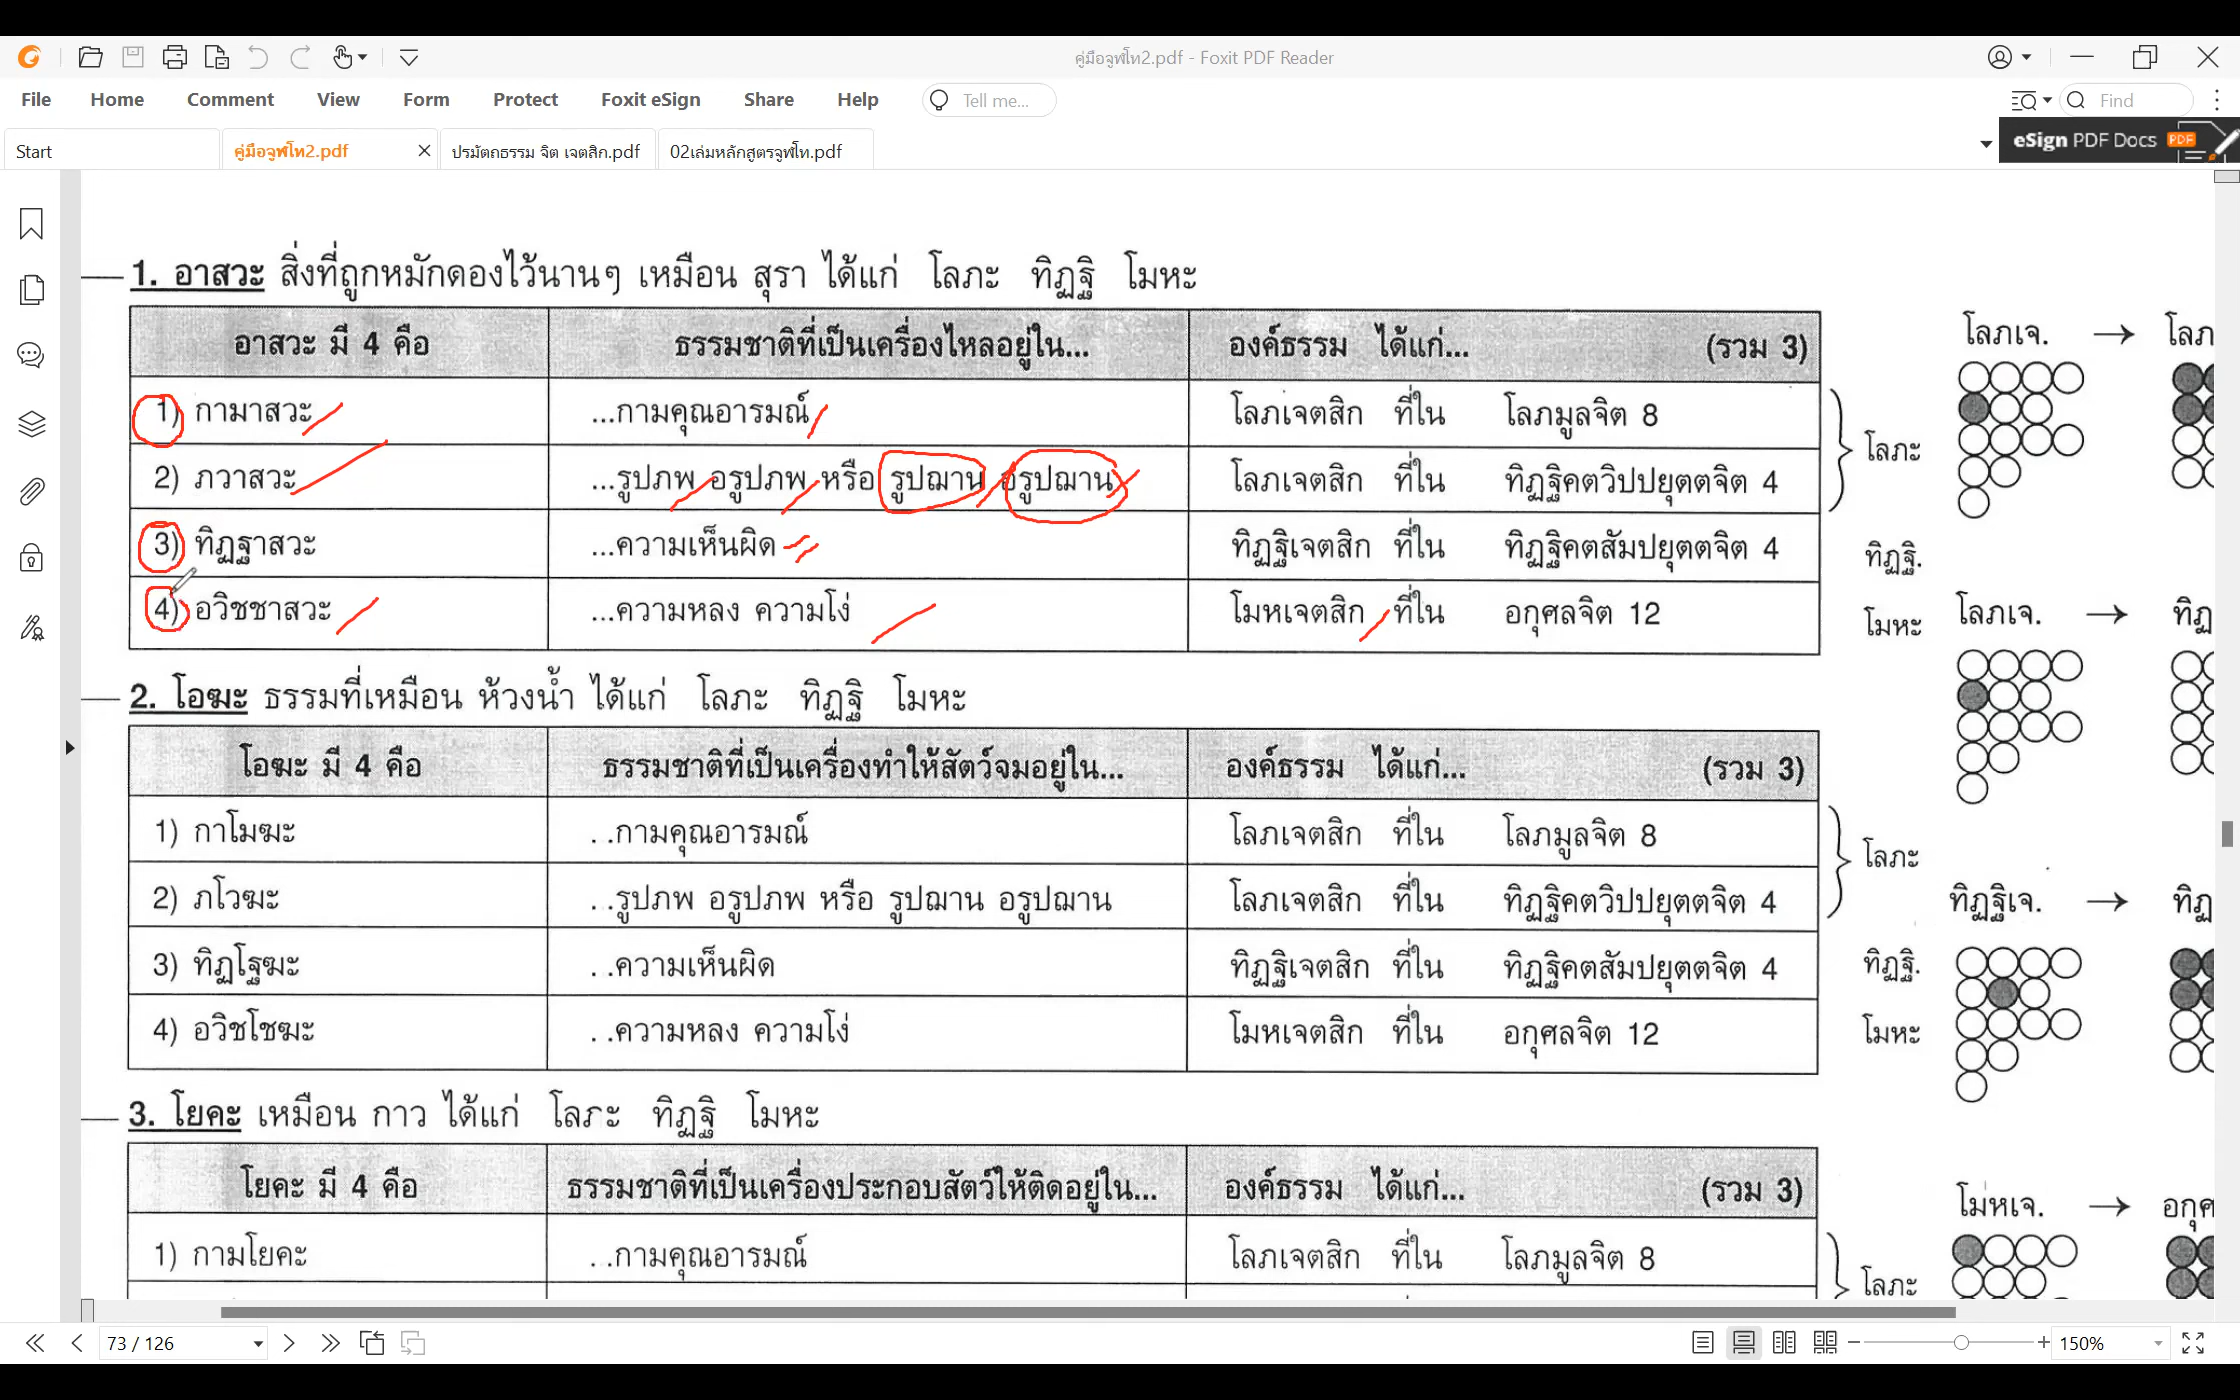 คู่มือจูฬโท2.pdf - Foxit PDF Reader
File Home Comment View Form Protect Foxit eSign Share Help Tell me... Find
Start คู่มือจูฬโท2.pdf ปรมัตถธรรม จิต เจตสิก.pdf 02เล่มหลักสูตรจูฬโท.pdf eSign PDF Docs PDF
1. อาสวะ สิ่งที่ถูกหมักดองไว้นานๆ เหมือน สุรา ได้แก่ โลภะ ทิฏฐิ โมหะ
อาสวะ มี 4 คือ ธรรมชาติที่เป็นเครื่องไหลอยู่ใน... องค์ธรรม ได้แก่... (รวม 3)
1) กามาสวะ ...กามคุณอารมณ์ โลภเจตสิก ที่ใน โลภมูลจิต 8
2) ภวาสวะ ...รูปภพ อรูปภพ หรือ รูปฌาน อรูปฌาน โลภเจตสิก ที่ใน ทิฏฐิคตวิปปยุตตจิต 4
3) ทิฏฐาสวะ ...ความเห็นผิด ทิฏฐิเจตสิก ที่ใน ทิฏฐิคตสัมปยุตตจิต 4
4) อวิชชาสวะ ...ความหลง ความโง่ โมหเจตสิก ที่ใน อกุศลจิต 12
โลภะ
ทิฏฐิ.
โมหะ
โลภเจ. → โลภ
โลภเจ. → ทิฏ
2. โอฆะ ธรรมที่เหมือน ห้วงน้ำ ได้แก่ โลภะ ทิฏฐิ โมหะ
โอฆะ มี 4 คือ ธรรมชาติที่เป็นเครื่องทำให้สัตว์จมอยู่ใน... องค์ธรรม ได้แก่... (รวม 3)
1) กาโมฆะ ..กามคุณอารมณ์ โลภเจตสิก ที่ใน โลภมูลจิต 8
2) ภโวฆะ ..รูปภพ อรูปภพ หรือ รูปฌาน อรูปฌาน โลภเจตสิก ที่ใน ทิฏฐิคตวิปปยุตตจิต 4
3) ทิฏโฐฆะ ..ความเห็นผิด ทิฏฐิเจตสิก ที่ใน ทิฏฐิคตสัมปยุตตจิต 4
4) อวิชโชฆะ ..ความหลง ความโง่ โมหเจตสิก ที่ใน อกุศลจิต 12
โลภะ
ทิฏฐิ.
โมหะ
ทิฏฐิเจ. → ทิฏ
3. โยคะ เหมือน กาว ได้แก่ โลภะ ทิฏฐิ โมหะ
โยคะ มี 4 คือ ธรรมชาติที่เป็นเครื่องประกอบสัตว์ให้ติดอยู่ใน... องค์ธรรม ได้แก่... (รวม 3)
1) กามโยคะ ..กามคุณอารมณ์ โลภเจตสิก ที่ใน โลภมูลจิต 8
โลภะ
โมหเจ. → อกุศ
73 / 126 150%